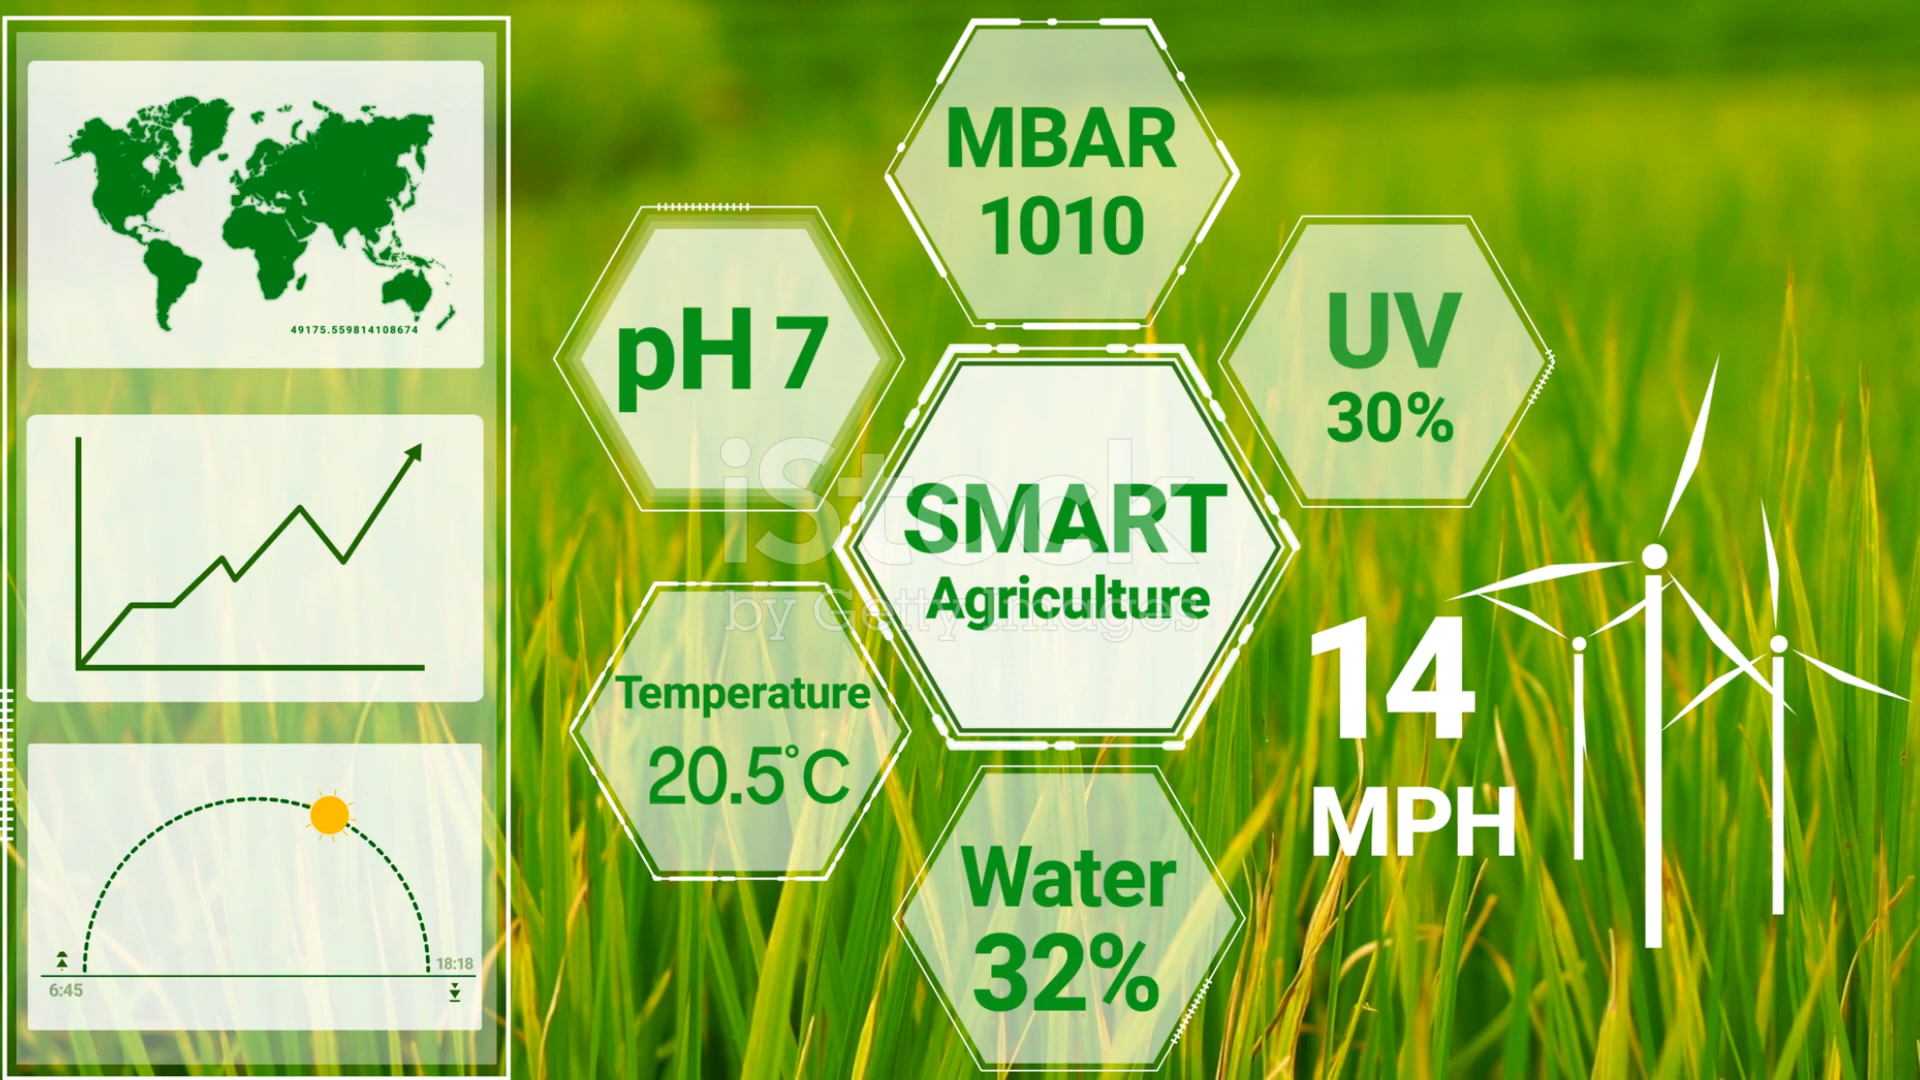 49175.559814108674
6:45
18:18
MBAR
1010
pH 7
UV
30%
SMART
Agriculture
Temperature
20.5°C
Water
32%
14
MPH
iStock
by Getty Images